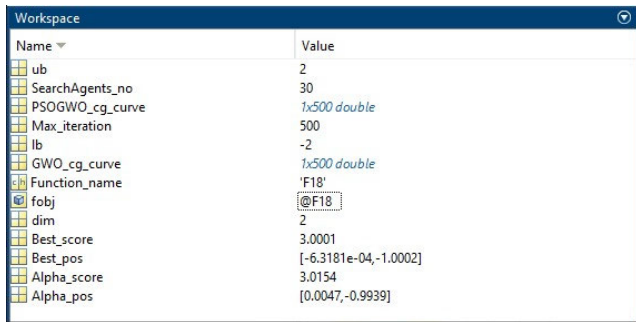 Workspace
Name Value
ub 2
SearchAgents_no 30
PSOGWO_cg_curve 1x500 double
Max_iteration 500
lb -2
GWO_cg_curve 1x500 double
ch Function_name 'F18'
fobj @F18
dim 2
Best_score 3.0001
Best_pos [-6.3181e-04,-1.0002]
Alpha_score 3.0154
Alpha_pos [0.0047,-0.9939]